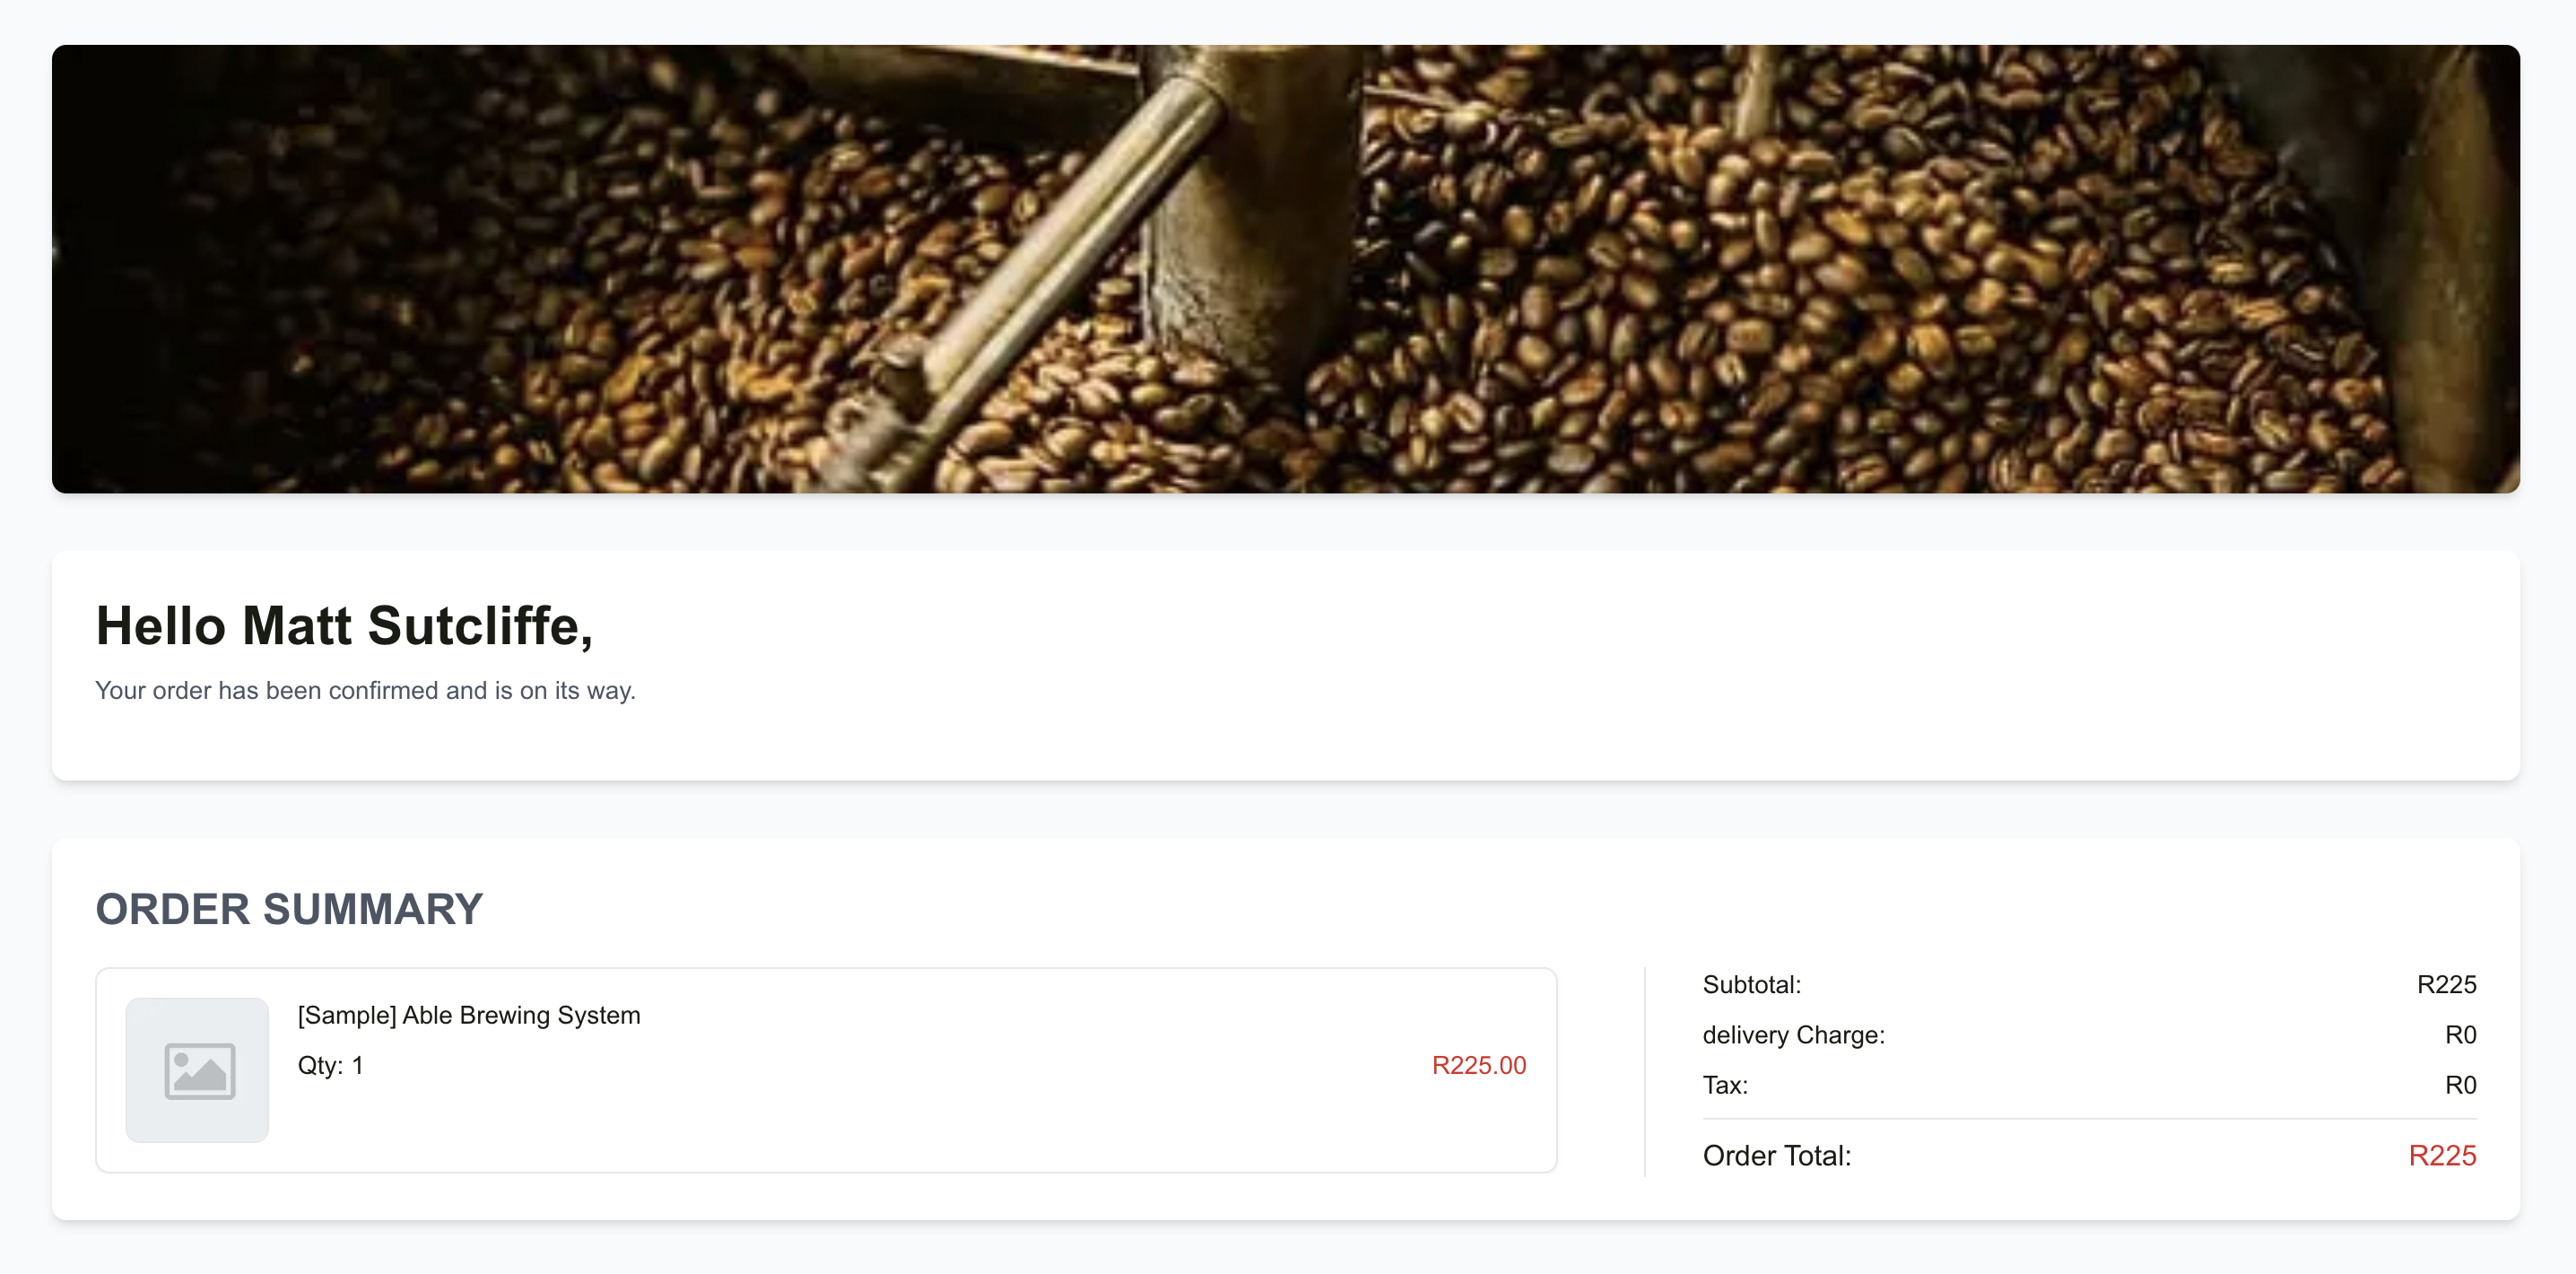 Hello Matt Sutcliffe,
Your order has been confirmed and is on its way.
ORDER SUMMARY
[Sample] Able Brewing System
Qty: 1
R225.00
Subtotal: R225
delivery Charge: R0
Tax: R0
Order Total: R225